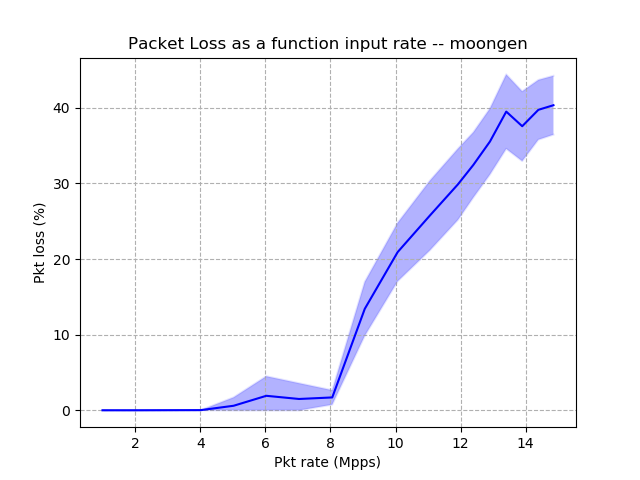 Packet Loss as a function input rate -- moongen
Pkt loss (%)
40
30
20
10
0
2 4 6 8 10 12 14
Pkt rate (Mpps)